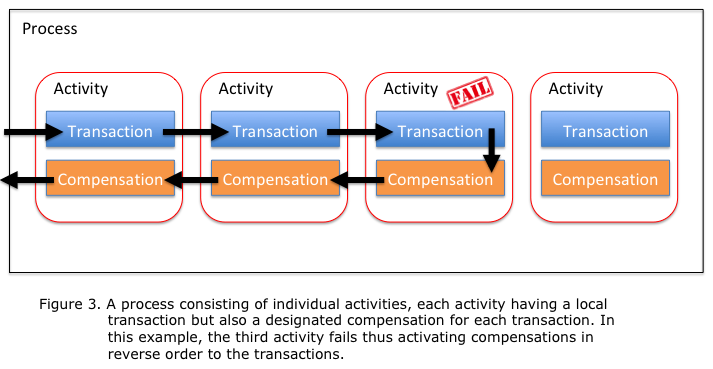 Process
Activity
Activity
Activity
Activity
FAIL
Transaction
Transaction
Transaction
Transaction
Compensation
Compensation
Compensation
Compensation
Figure 3. A process consisting of individual activities, each activity having a local
transaction but also a designated compensation for each transaction. In
this example, the third activity fails thus activating compensations in
reverse order to the transactions.